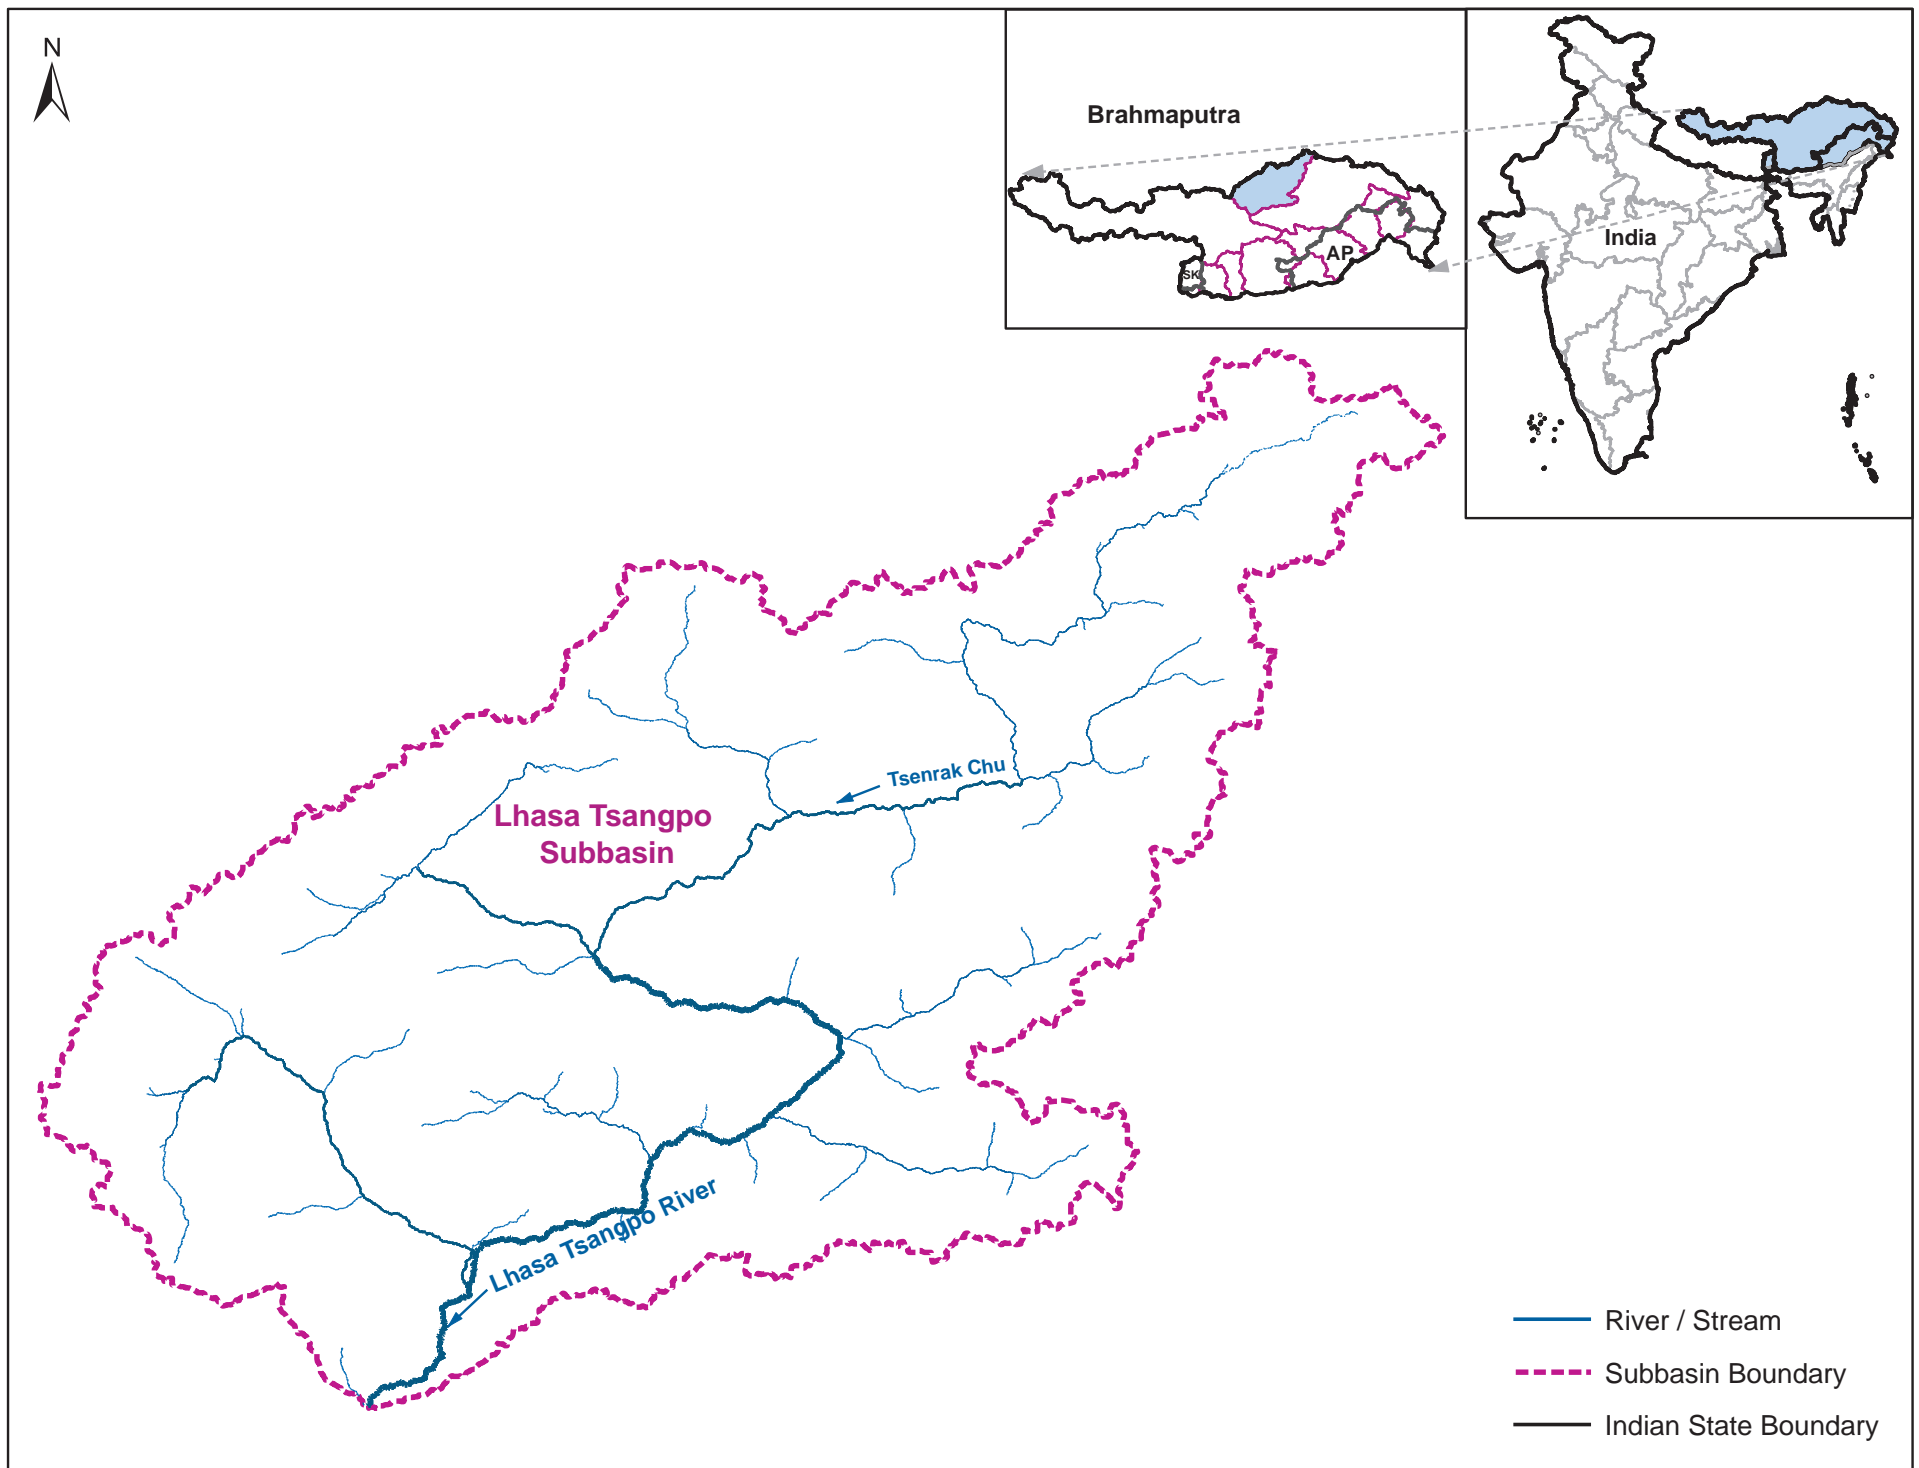 N
Brahmaputra
SK
AP
India
Tsenrak Chu
Lhasa Tsangpo
Subbasin
Lhasa Tsangpo River
River / Stream
Subbasin Boundary
Indian State Boundary